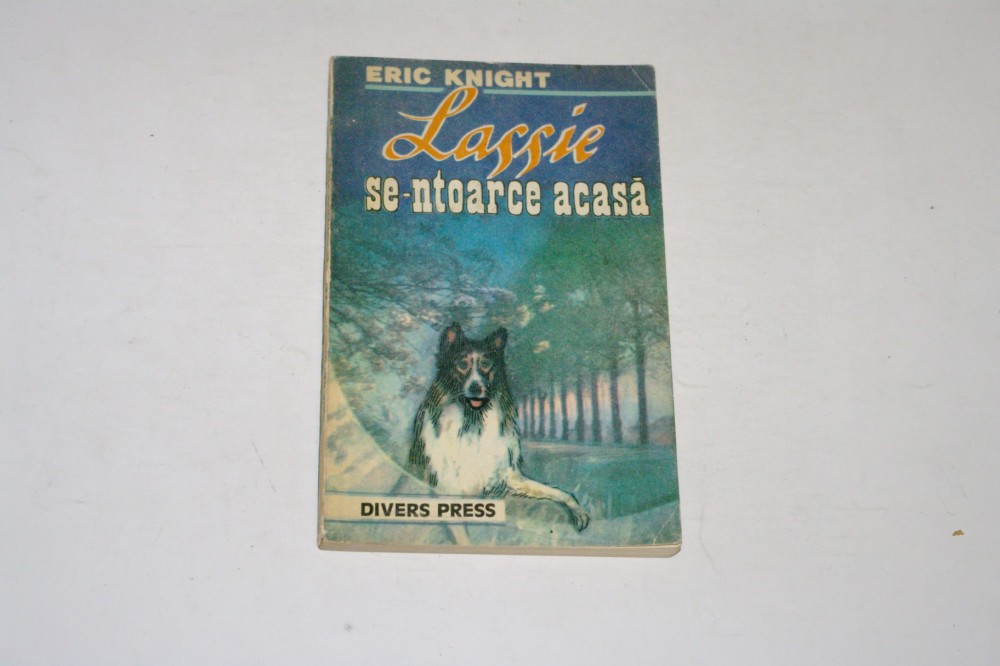 ERIC KNIGHT
Lassie
se-ntoarce acasă
DIVERS PRESS